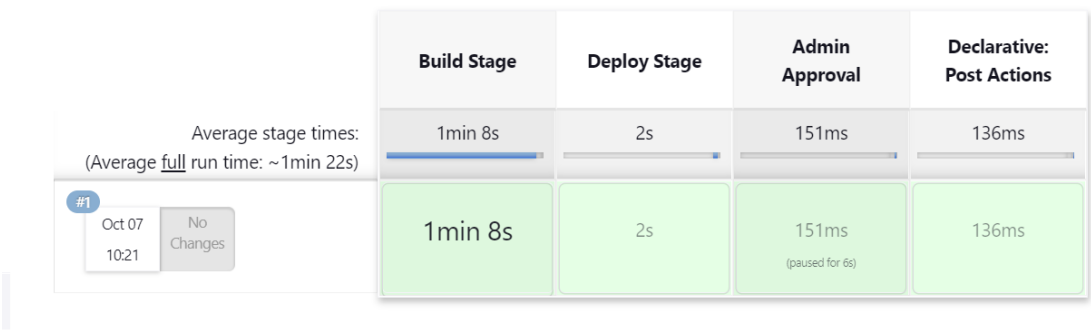 Build Stage
Deploy Stage
Admin
Approval
Declarative:
Post Actions
Average stage times:
(Average full run time: ~1min 22s)
1min 8s
2s
151ms
136ms
#1
Oct 07
10:21
No
Changes
1min 8s
2s
151ms
(paused for 6s)
136ms